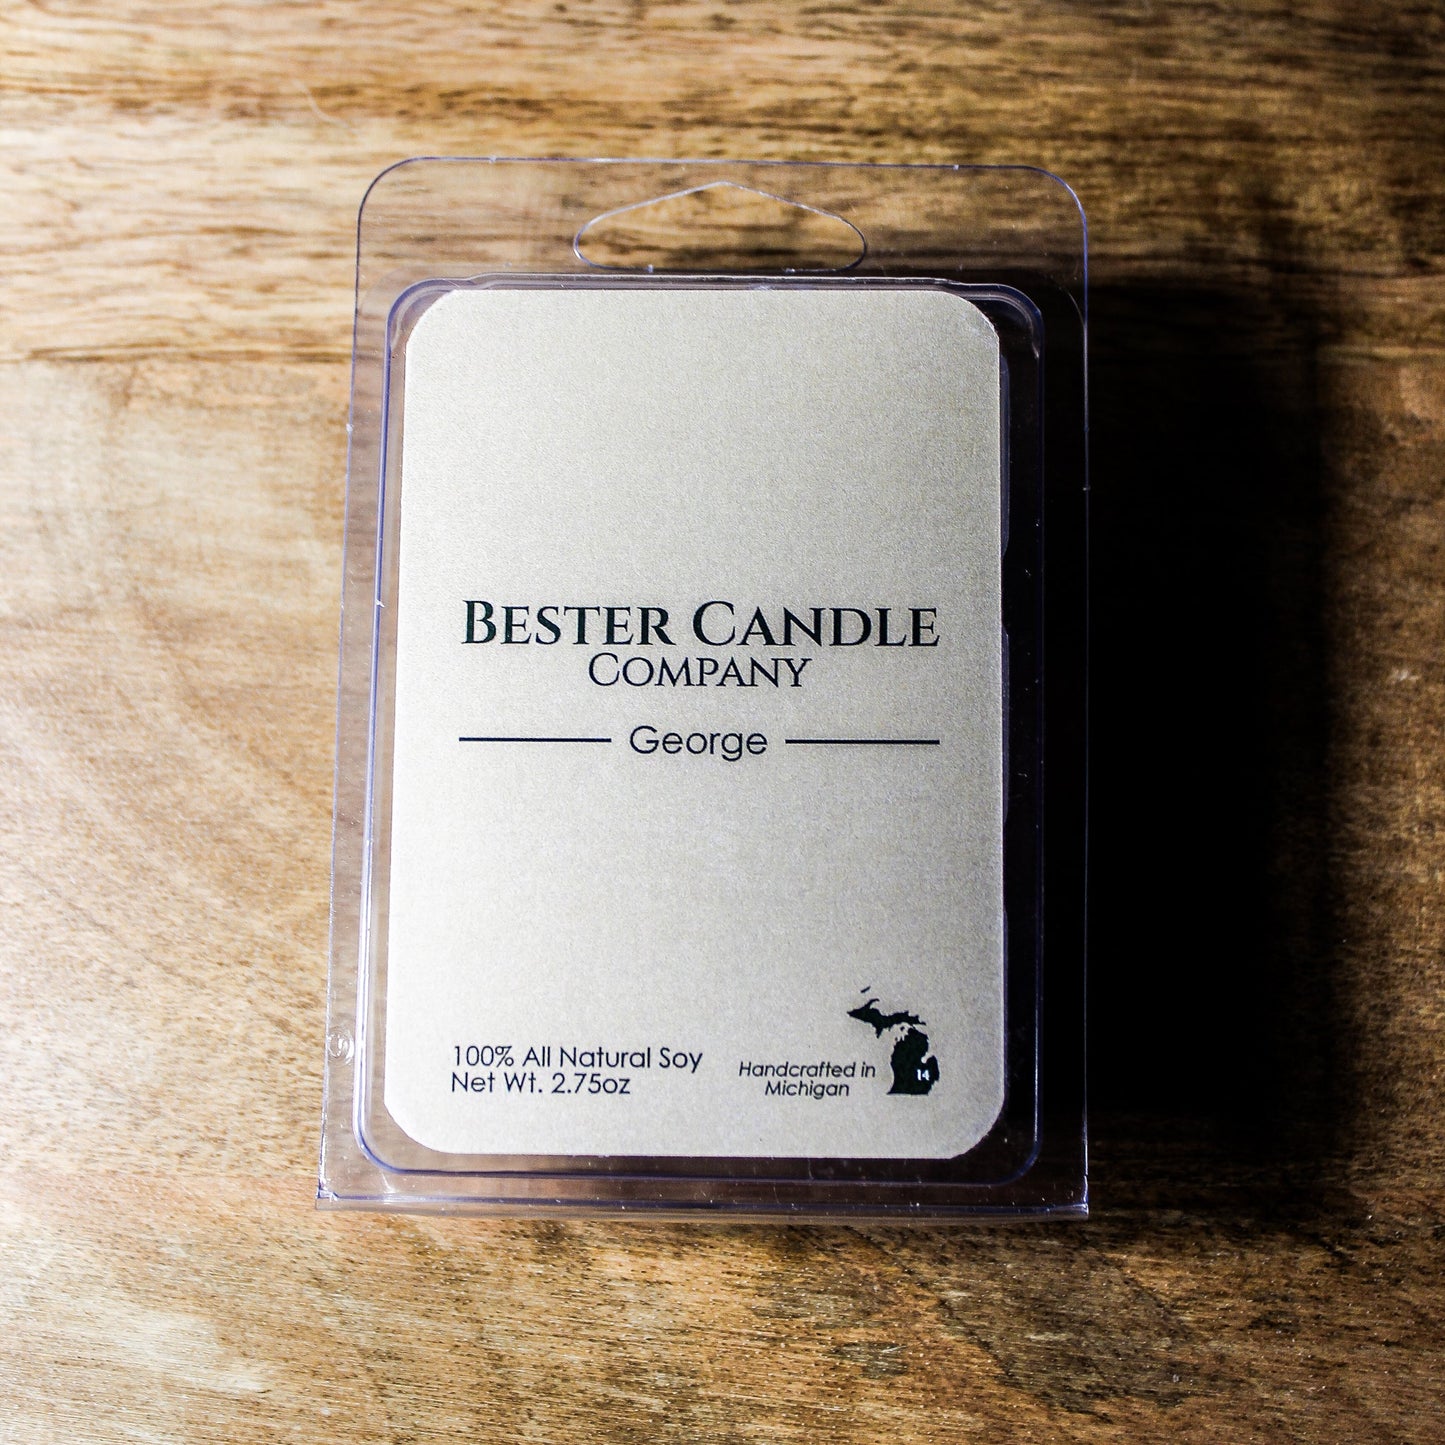 BESTER CANDLE
COMPANY
George
100% All Natural Soy
Net Wt. 2.75oz
Handcrafted in
Michigan
14